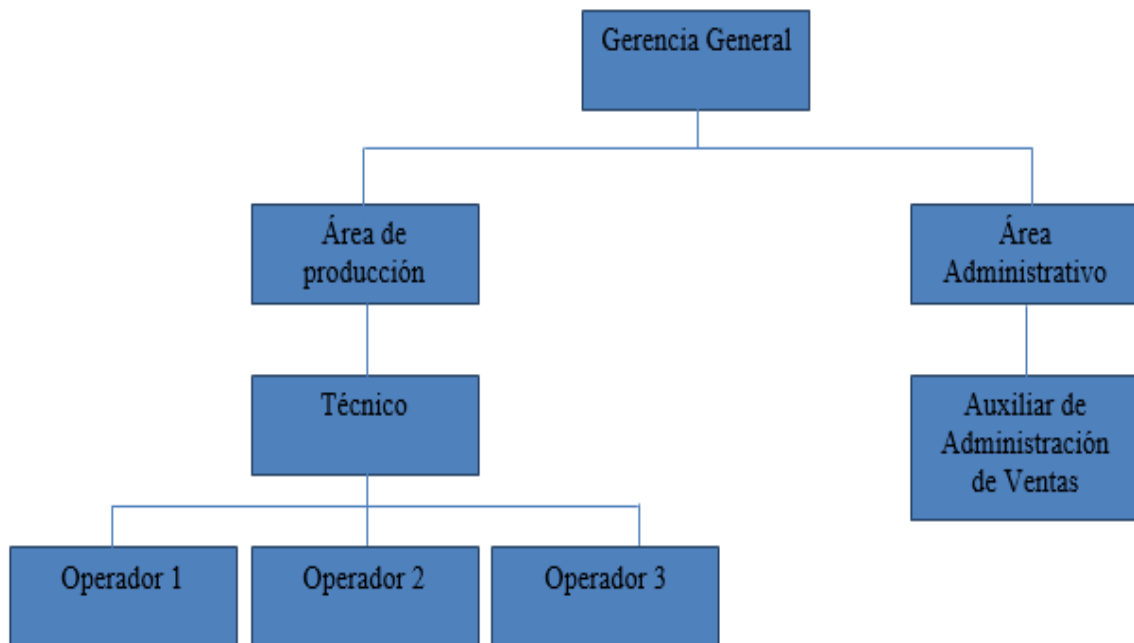 Gerencia General
Área de
producción
Área
Administrativo
Técnico
Auxiliar de
Administración
de Ventas
Operador 1
Operador 2
Operador 3